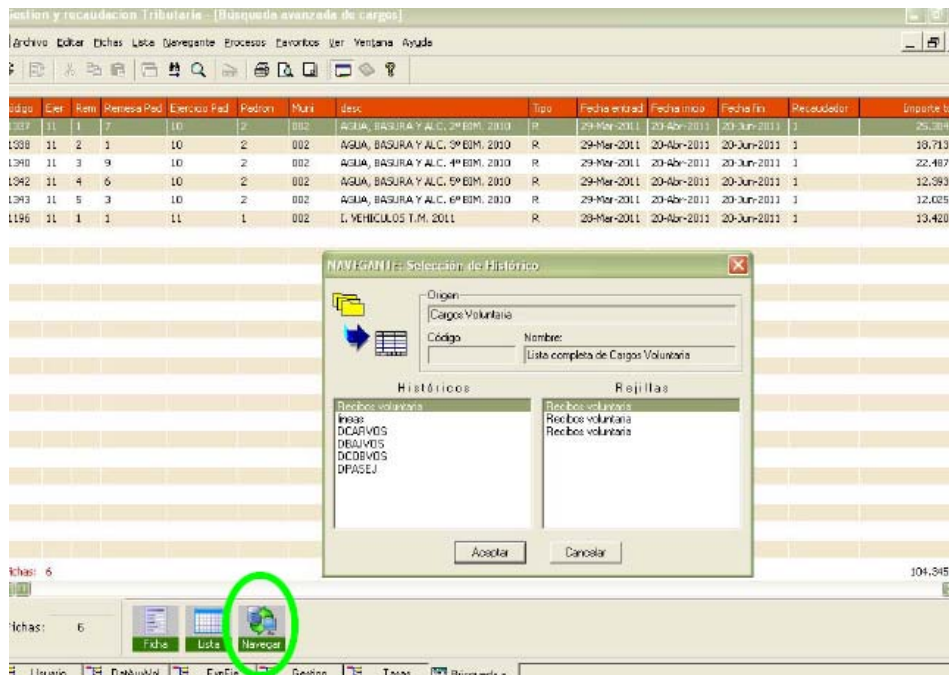 Gestion y recaudacion Tributaria - [Búsqueda avanzada de cargos]
Archivo Editar Fichas Lista Navegante Procesos Favoritos Ver Ventana Ayuda
código Ejer Rem Remesa Pad Ejercicio Pad Padron Muni desc Tipo Fecha entrad Fecha inicio Fecha fin Recaudador Importe t
1337 11 1 7 10 2 002 AGUA, BASURA Y ALC. 2º BIM. 2010 R 29-Mar-2011 20-Abr-2011 20-Jun-2011 1
1338 11 2 1 10 2 002 AGUA, BASURA Y ALC. 3º BIM. 2010 R 29-Mar-2011 20-Abr-2011 20-Jun-2011 1 18.713
1340 11 3 9 10 2 002 AGUA, BASURA Y ALC. 4º BIM. 2010 R 29-Mar-2011 20-Abr-2011 20-Jun-2011 1 22.487
1342 11 4 6 10 2 002 AGUA, BASURA Y ALC. 5º BIM. 2010 R 29-Mar-2011 20-Abr-2011 20-Jun-2011 1 12.393
1343 11 5 3 10 2 002 AGUA, BASURA Y ALC. 6º BIM. 2010 R 29-Mar-2011 20-Abr-2011 20-Jun-2011 1 12.025
1196 11 1 1 11 1 002 I. VEHICULOS T.M. 2011 R 28-Mar-2011 20-Abr-2011 20-Jun-2011 1 13.420
NAVEGANTE: Selección de Histórico
Origen
Cargos Voluntaria
Código Nombre:
Lista completa de Cargos Voluntaria
Históricos Rejillas
Recibos voluntaria Recibos voluntaria
líneas Recibos voluntaria
DCARVOS Recibos voluntaria
DBAJVOS
DCOBVOS
DPASEJ
Aceptar Cancelar
Fichas: 6 104.345
Fichas: 6
Ficha Lista Navegar
Usuario ExpEje Gestion Tasas